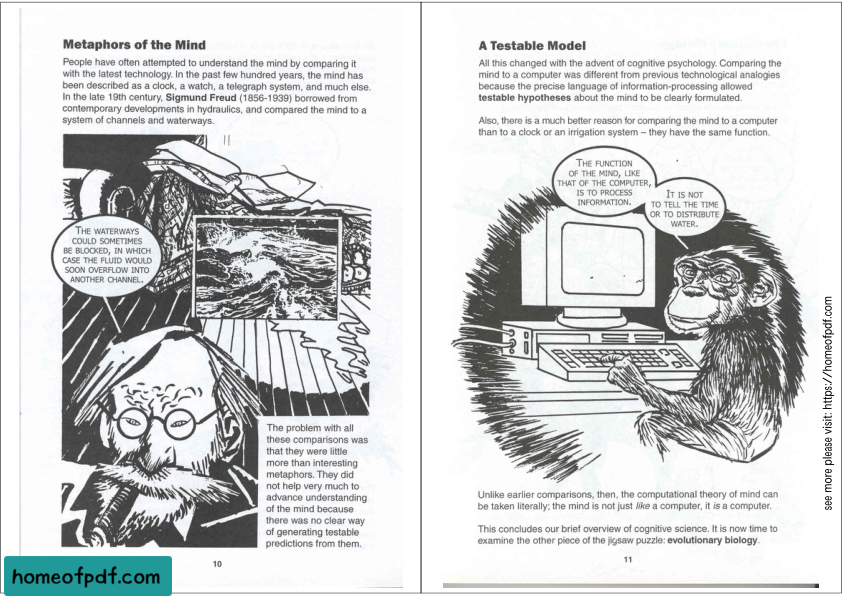 Metaphors of the Mind
People have often attempted to understand the mind by comparing it
with the latest technology. In the past few hundred years, the mind has
been described as a clock, a watch, a telegraph system, and much else.
In the late 19th century, Sigmund Freud (1856-1939) borrowed from
contemporary developments in hydraulics, and compared the mind to a
system of channels and waterways.
THE WATERWAYS
COULD SOMETIMES
BE BLOCKED, IN WHICH
CASE THE FLUID WOULD
SOON OVERFLOW INTO
ANOTHER CHANNEL.
The problem with all
these comparisons was
that they were little
more than interesting
metaphors. They did
not help very much to
advance understanding
of the mind because
there was no clear way
of generating testable
predictions from them.
10
homeofpdf.com
A Testable Model
All this changed with the advent of cognitive psychology. Comparing the
mind to a computer was different from previous technological analogies
because the precise language of information-processing allowed
testable hypotheses about the mind to be clearly formulated.
Also, there is a much better reason for comparing the mind to a computer
than to a clock or an irrigation system – they have the same function.
THE FUNCTION
OF THE MIND, LIKE
THAT OF THE COMPUTER,
IS TO PROCESS
INFORMATION.
IT IS NOT
TO TELL THE TIME
OR TO DISTRIBUTE
WATER.
Unlike earlier comparisons, then, the computational theory of mind can
be taken literally; the mind is not just like a computer, it is a computer.
This concludes our brief overview of cognitive science. It is now time to
examine the other piece of the jigsaw puzzle: evolutionary biology.
11
see more please visit: https://homeofpdf.com